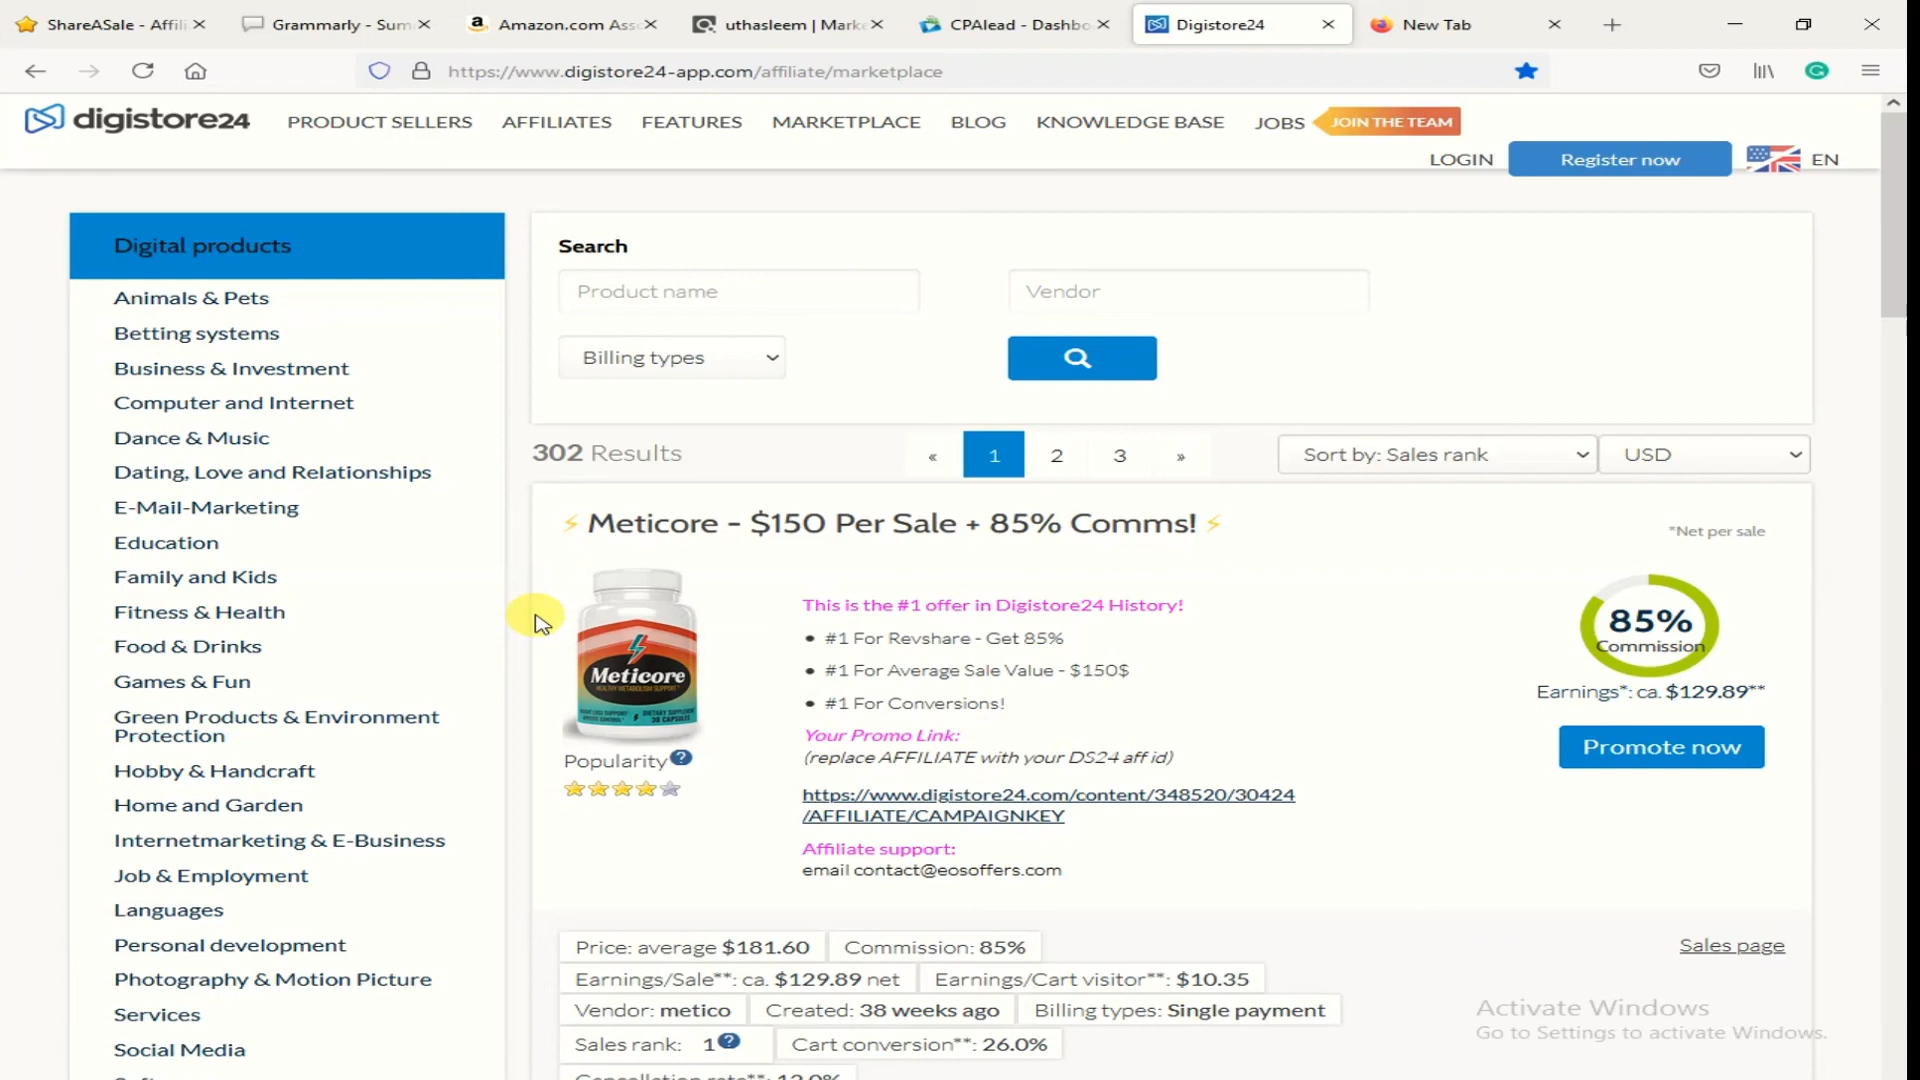 ShareASale - Affili
Grammarly - Sum
Amazon.com Ass
uthasleem | Marke
CPAlead - Dashbo
Digistore24
New Tab
https://www.digistore24-app.com/affiliate/marketplace
digistore24
PRODUCT SELLERS
AFFILIATES
FEATURES
MARKETPLACE
BLOG
KNOWLEDGE BASE
JOBS
JOIN THE TEAM
LOGIN
Register now
EN
Digital products
Animals & Pets
Betting systems
Business & Investment
Computer and Internet
Dance & Music
Dating, Love and Relationships
E-Mail-Marketing
Education
Family and Kids
Fitness & Health
Food & Drinks
Games & Fun
Green Products & Environment
Protection
Hobby & Handcraft
Home and Garden
Internetmarketing & E-Business
Job & Employment
Languages
Personal development
Photography & Motion Picture
Services
Social Media
Search
Product name
Vendor
Billing types
302 Results
« 1 2 3 »
Sort by: Sales rank
USD
⚡ Meticore - $150 Per Sale + 85% Comms! ⚡
*Net per sale
Meticore
HEALTHY METABOLISM SUPPORT
Popularity
This is the #1 offer in Digistore24 History!
• #1 For Revshare - Get 85%
• #1 For Average Sale Value - $150$
• #1 For Conversions!
Your Promo Link:
(replace AFFILIATE with your DS24 aff id)
https://www.digistore24.com/content/348520/30424
/AFFILIATE/CAMPAIGNKEY
Affiliate support:
email contact@eosoffers.com
85%
Commission
Earnings*: ca. $129.89**
Promote now
Price: average $181.60
Commission: 85%
Sales page
Earnings/Sale**: ca. $129.89 net
Earnings/Cart visitor**: $10.35
Vendor: metico
Created: 38 weeks ago
Billing types: Single payment
Sales rank: 1
Cart conversion**: 26.0%
Cancellation rate**: 12.0%
Activate Windows
Go to Settings to activate Windows.